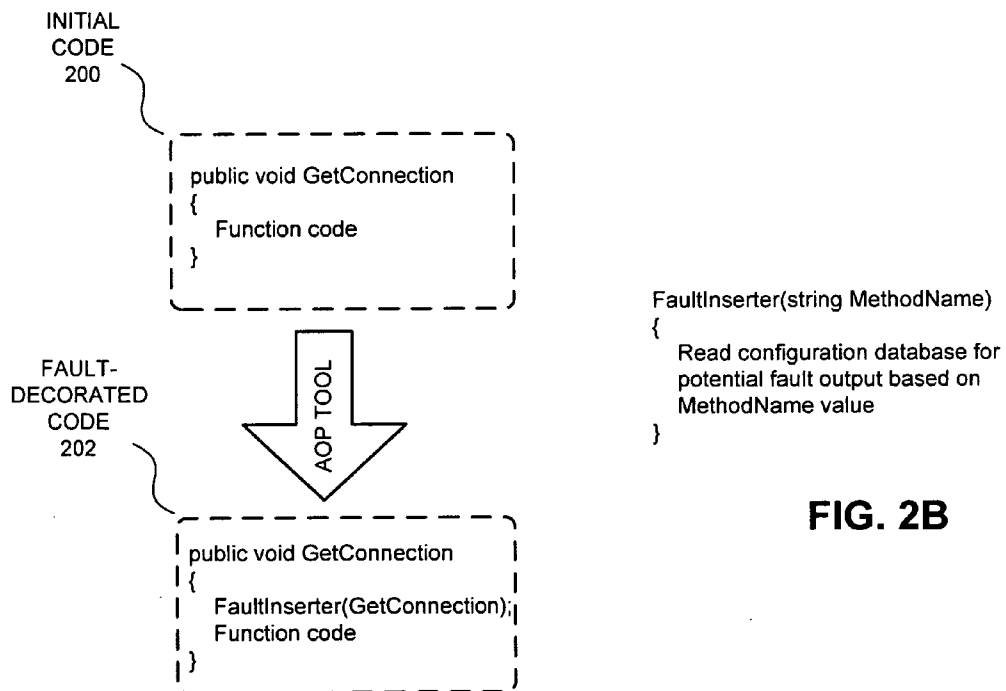 INITIAL
CODE
200
public void GetConnection
{
Function code
}
AOP TOOL
FAULT-
DECORATED
CODE
202
public void GetConnection
{
FaultInserter(GetConnection);
Function code
}
FaultInserter(string MethodName)
{
Read configuration database for
potential fault output based on
MethodName value
}
FIG. 2B